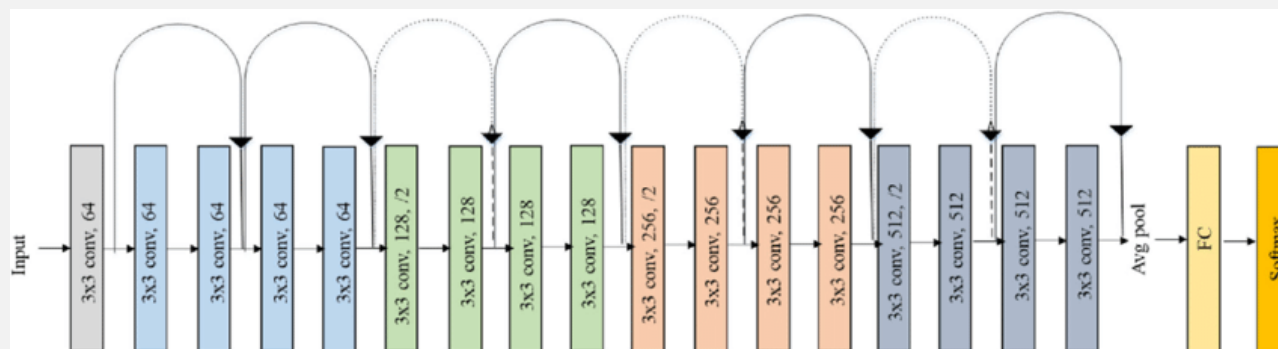 Input
3x3 conv, 64
3x3 conv, 64
3x3 conv, 64
3x3 conv, 64
3x3 conv, 64
3x3 conv, 128, /2
3x3 conv, 128
3x3 conv, 128
3x3 conv, 128
3x3 conv, 256, /2
3x3 conv, 256
3x3 conv, 256
3x3 conv, 256
3x3 conv, 512, /2
3x3 conv, 512
3x3 conv, 512
3x3 conv, 512
Avg pool
FC